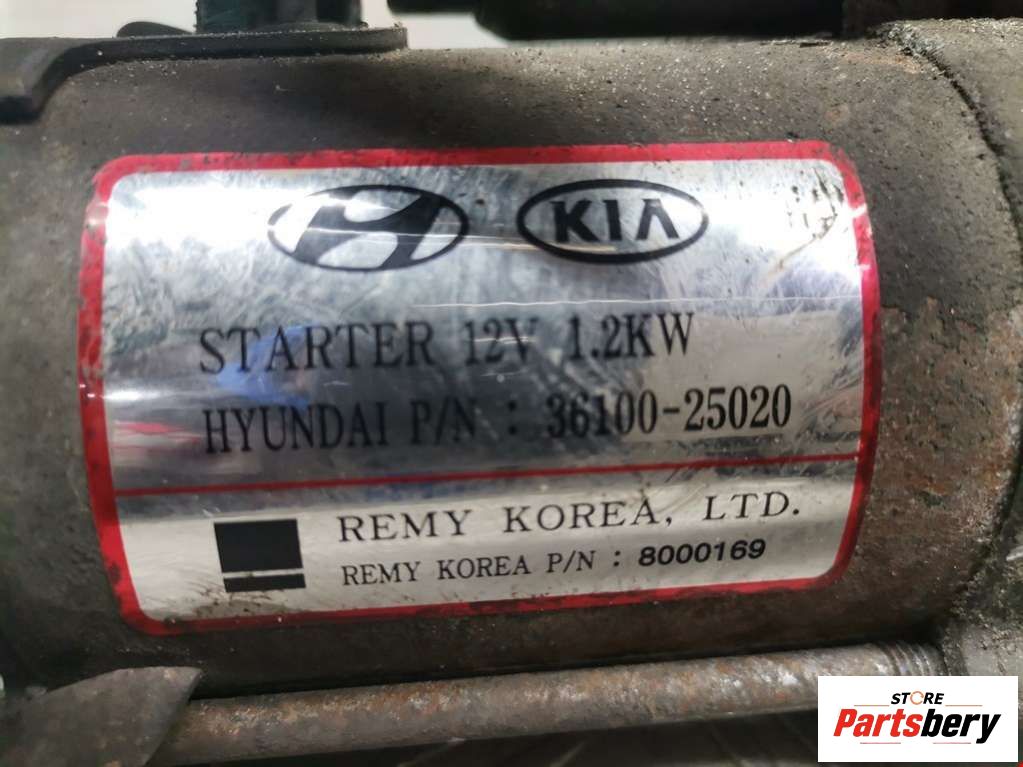 KIA
STARTER 12V 1.2KW
HYUNDAI P/N : 36100-25020
REMY KOREA, LTD.
REMY KOREA P/N : 8000169
STORE
Partsbery